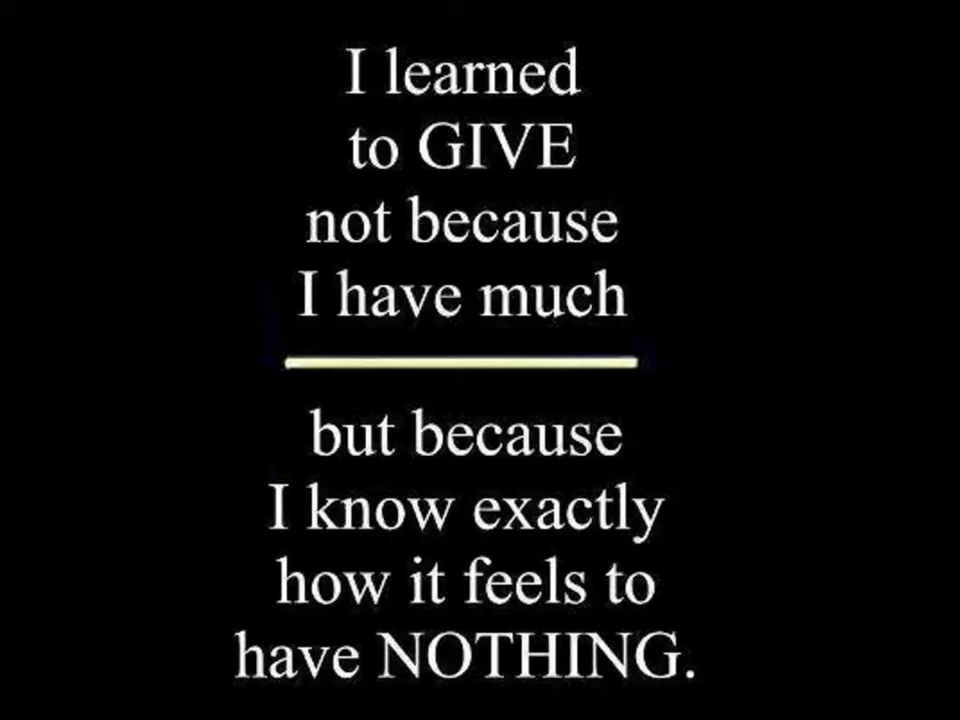 I learned
to GIVE
not because
I have much
but because
I know exactly
how it feels to
have NOTHING.